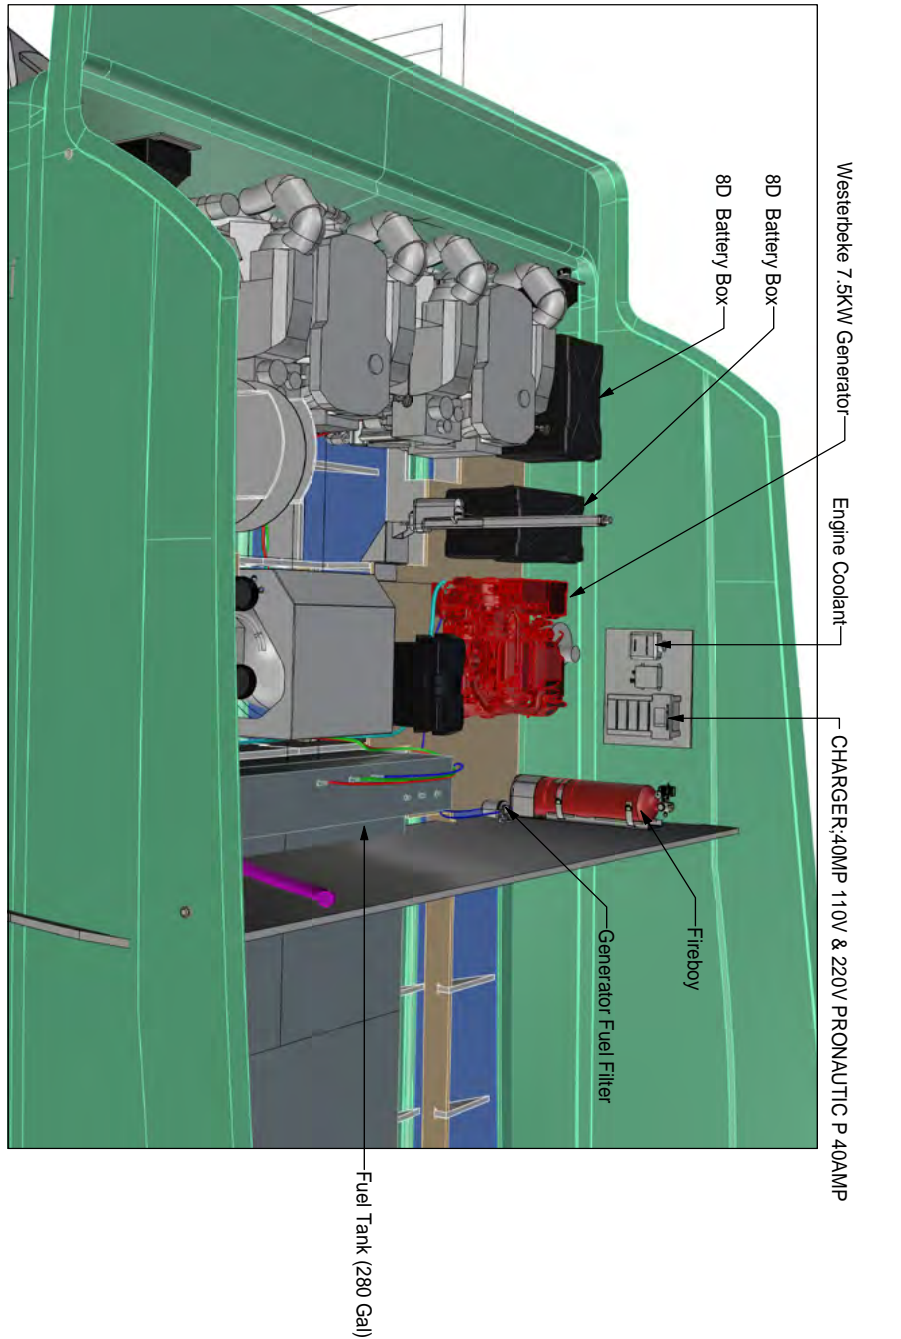 Westerbeke 7.5KW Generator
Engine Coolant
CHARGER;40MP 110V & 220V PRONAUTIC P 40AMP
8D  Battery Box
8D  Battery Box
Fireboy
Generator Fuel Filter
Fuel Tank (280 Gal)